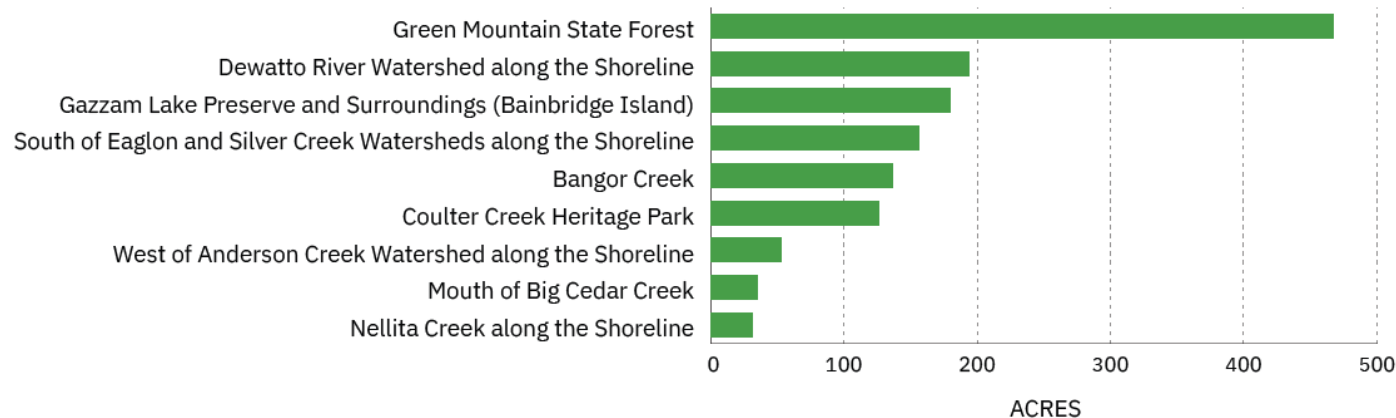 Green Mountain State Forest
Dewatto River Watershed along the Shoreline
Gazzam Lake Preserve and Surroundings (Bainbridge Island)
South of Eaglon and Silver Creek Watersheds along the Shoreline
Bangor Creek
Coulter Creek Heritage Park
West of Anderson Creek Watershed along the Shoreline
Mouth of Big Cedar Creek
Nellita Creek along the Shoreline
0 100 200 300 400 500
ACRES